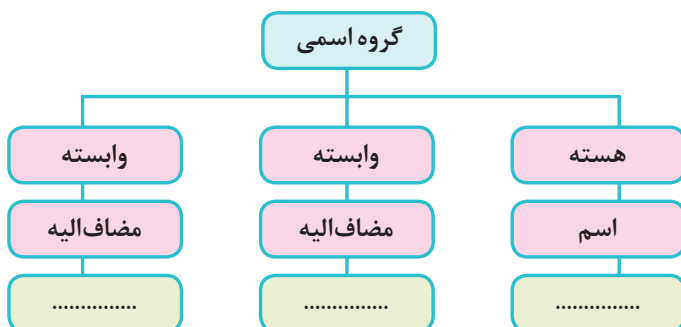 گروه اسمی
هسته
وابسته
وابسته
اسم
مضاف‌الیه
مضاف‌الیه
...............
...............
...............